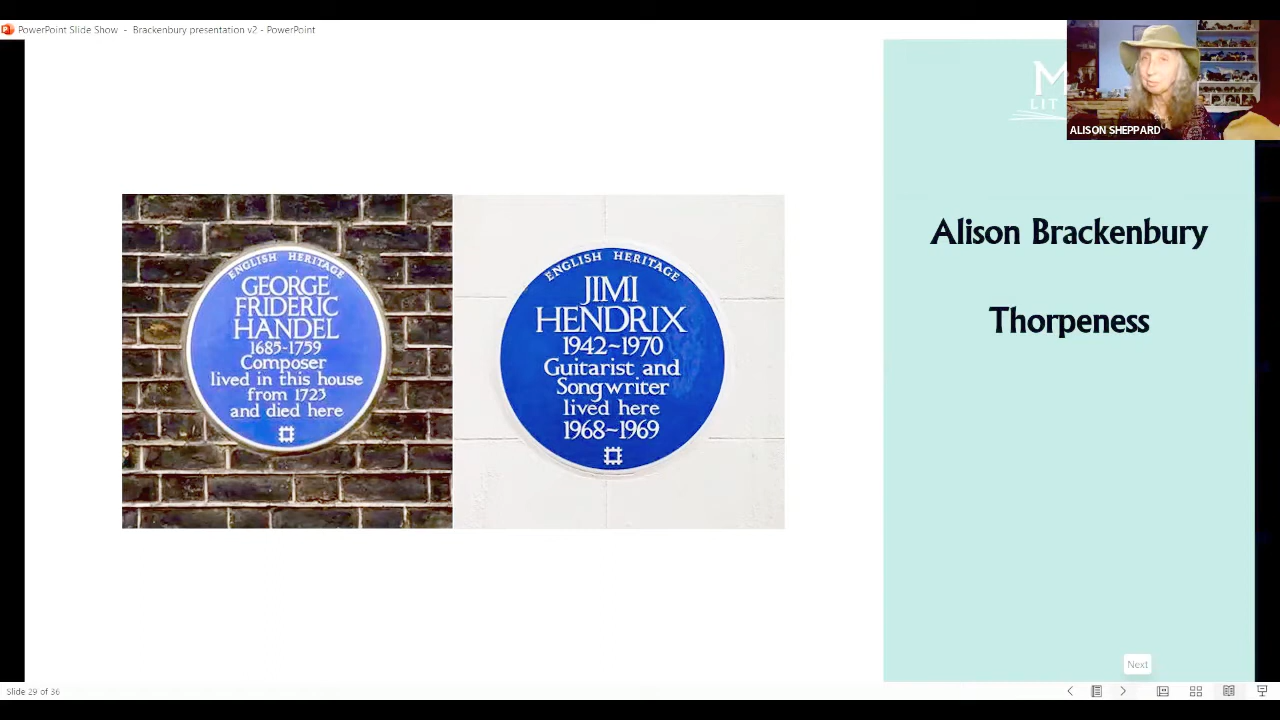 PowerPoint Slide Show - Brackenbury presentation v2 - PowerPoint
M
LIT
ALISON SHEPPARD
ENGLISH HERITAGE
GEORGE
FRIDERIC
HANDEL
1685-1759
Composer
lived in this house
from 1723
and died here
ENGLISH HERITAGE
JIMI
HENDRIX
1942~1970
Guitarist and
Songwriter
lived here
1968~1969
Alison Brackenbury
Thorpeness
Next
Slide 29 of 36